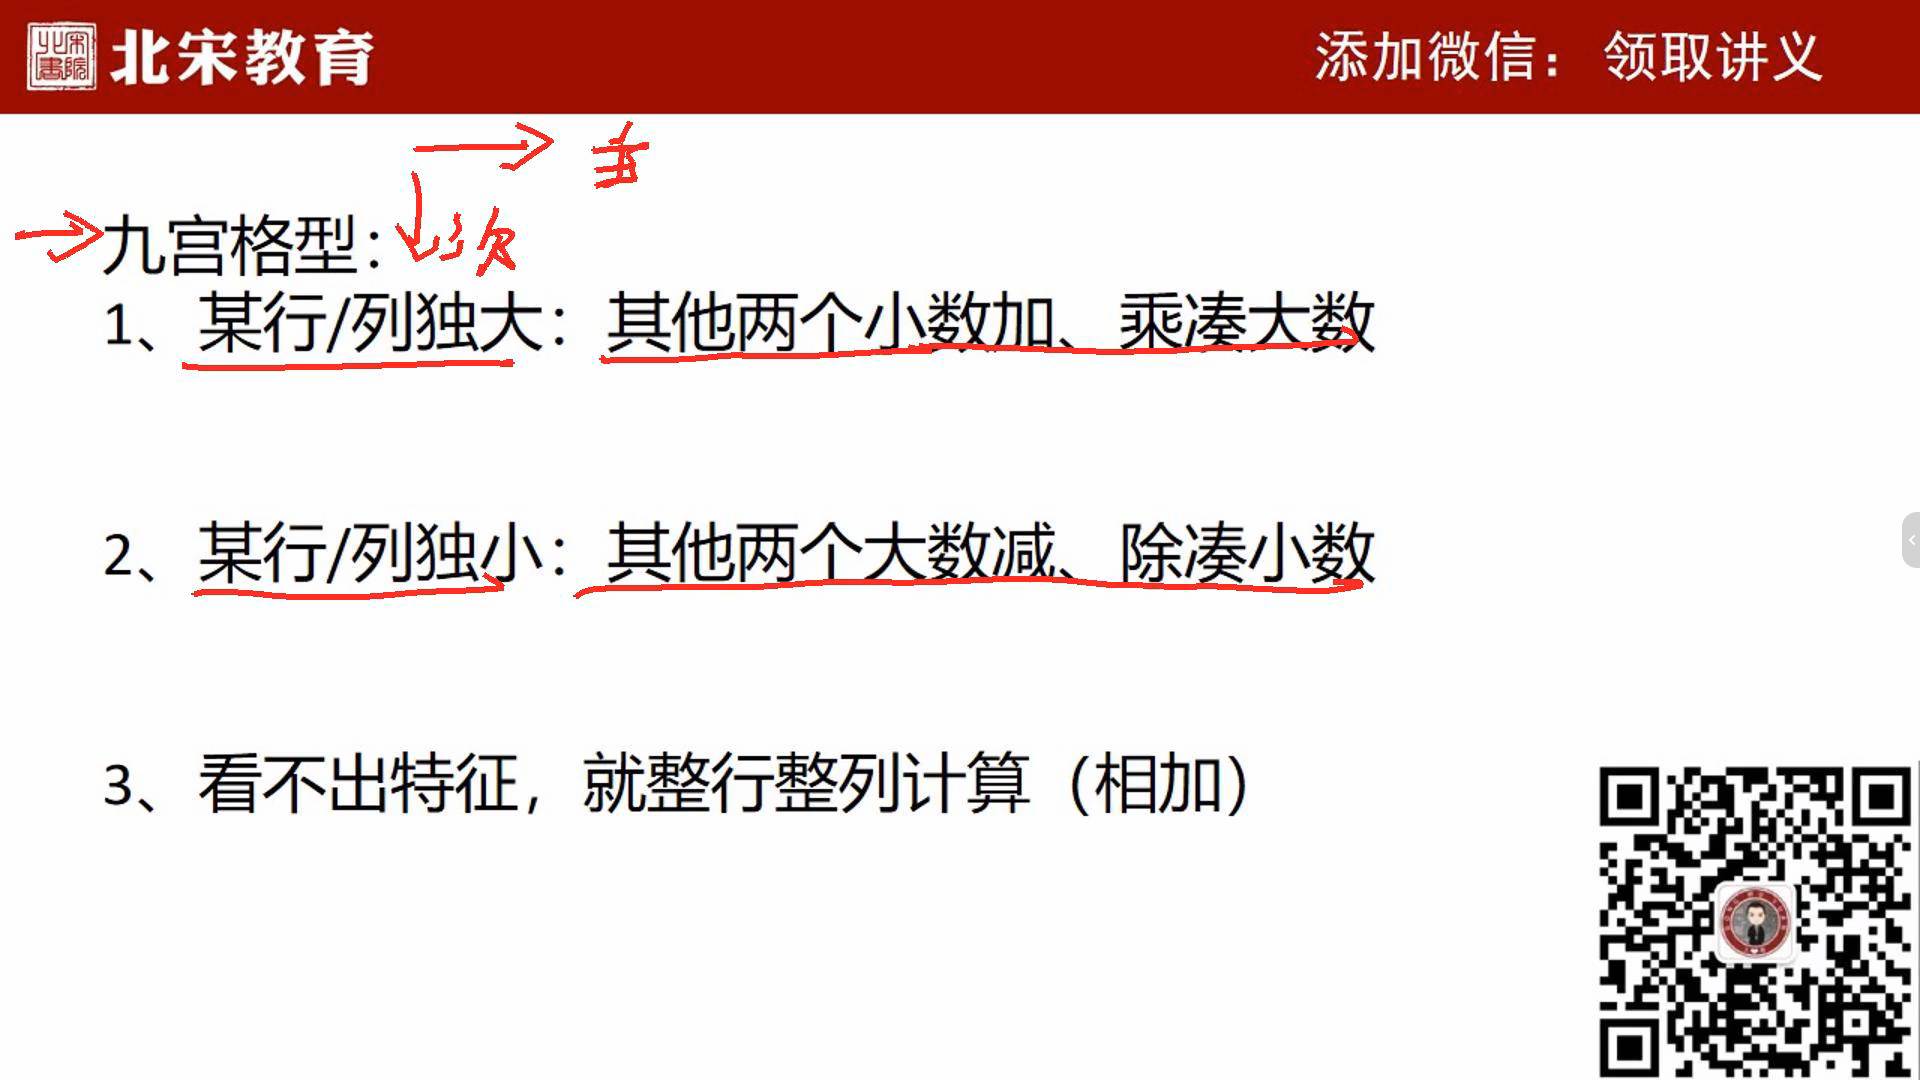 北宋教育
添加微信： 领取讲义
九宫格型：
次
1、某行/列独大：其他两个小数加、乘凑大数
2、某行/列独小：其他两个大数减、除凑小数
3、看不出特征，就整行整列计算（相加）